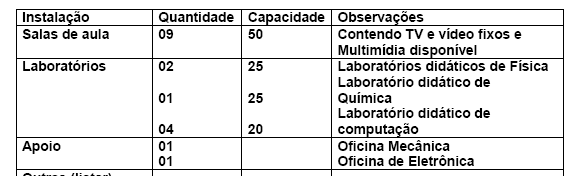 Instalação Quantidade Capacidade Observações
Salas de aula 09 50 Contendo TV e vídeo fixos e
Multimídia disponível
Laboratórios 02 25 Laboratórios didáticos de Física
Laboratório didático de
01 25 Química
Laboratório didático de
04 20 computação
Apoio 01 Oficina Mecânica
01 Oficina de Eletrônica